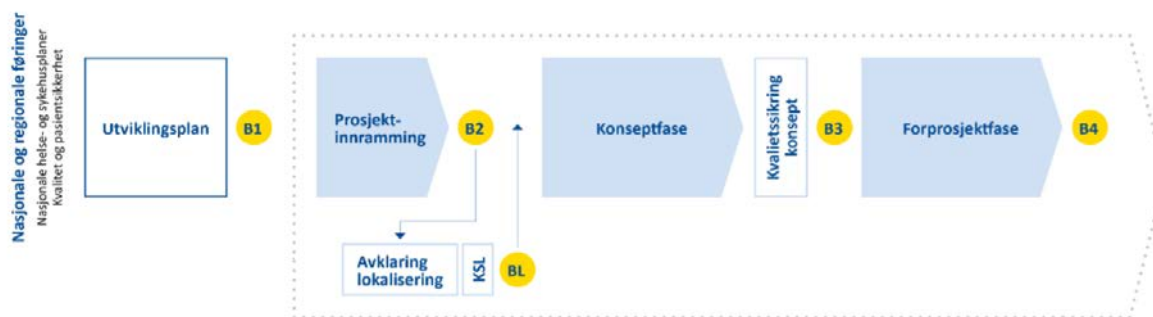 Nasjonale og regionale føringer
Nasjonale helse- og sykehusplaner
Kvalitet og pasientsikkerhet
Utviklingsplan
B1
Prosjekt-
innramming
B2
Avklaring
lokalisering
KSL
BL
Konseptfase
Kvalietssikring
konsept
B3
Forprosjektfase
B4